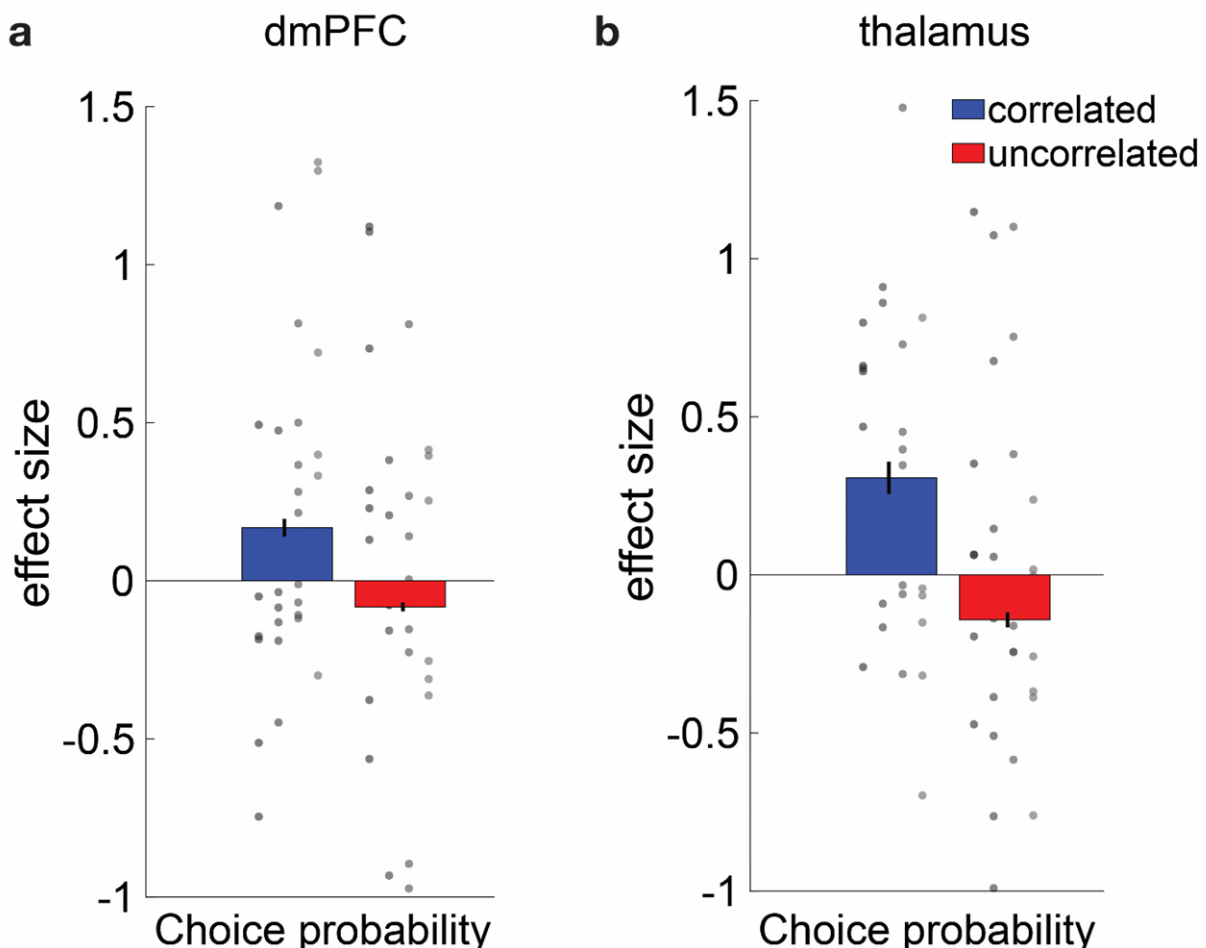 a
dmPFC
1.5
1
0.5
0
-0.5
-1
effect size
Choice probability
b
thalamus
correlated
uncorrelated
1.5
1
0.5
0
-0.5
-1
effect size
Choice probability